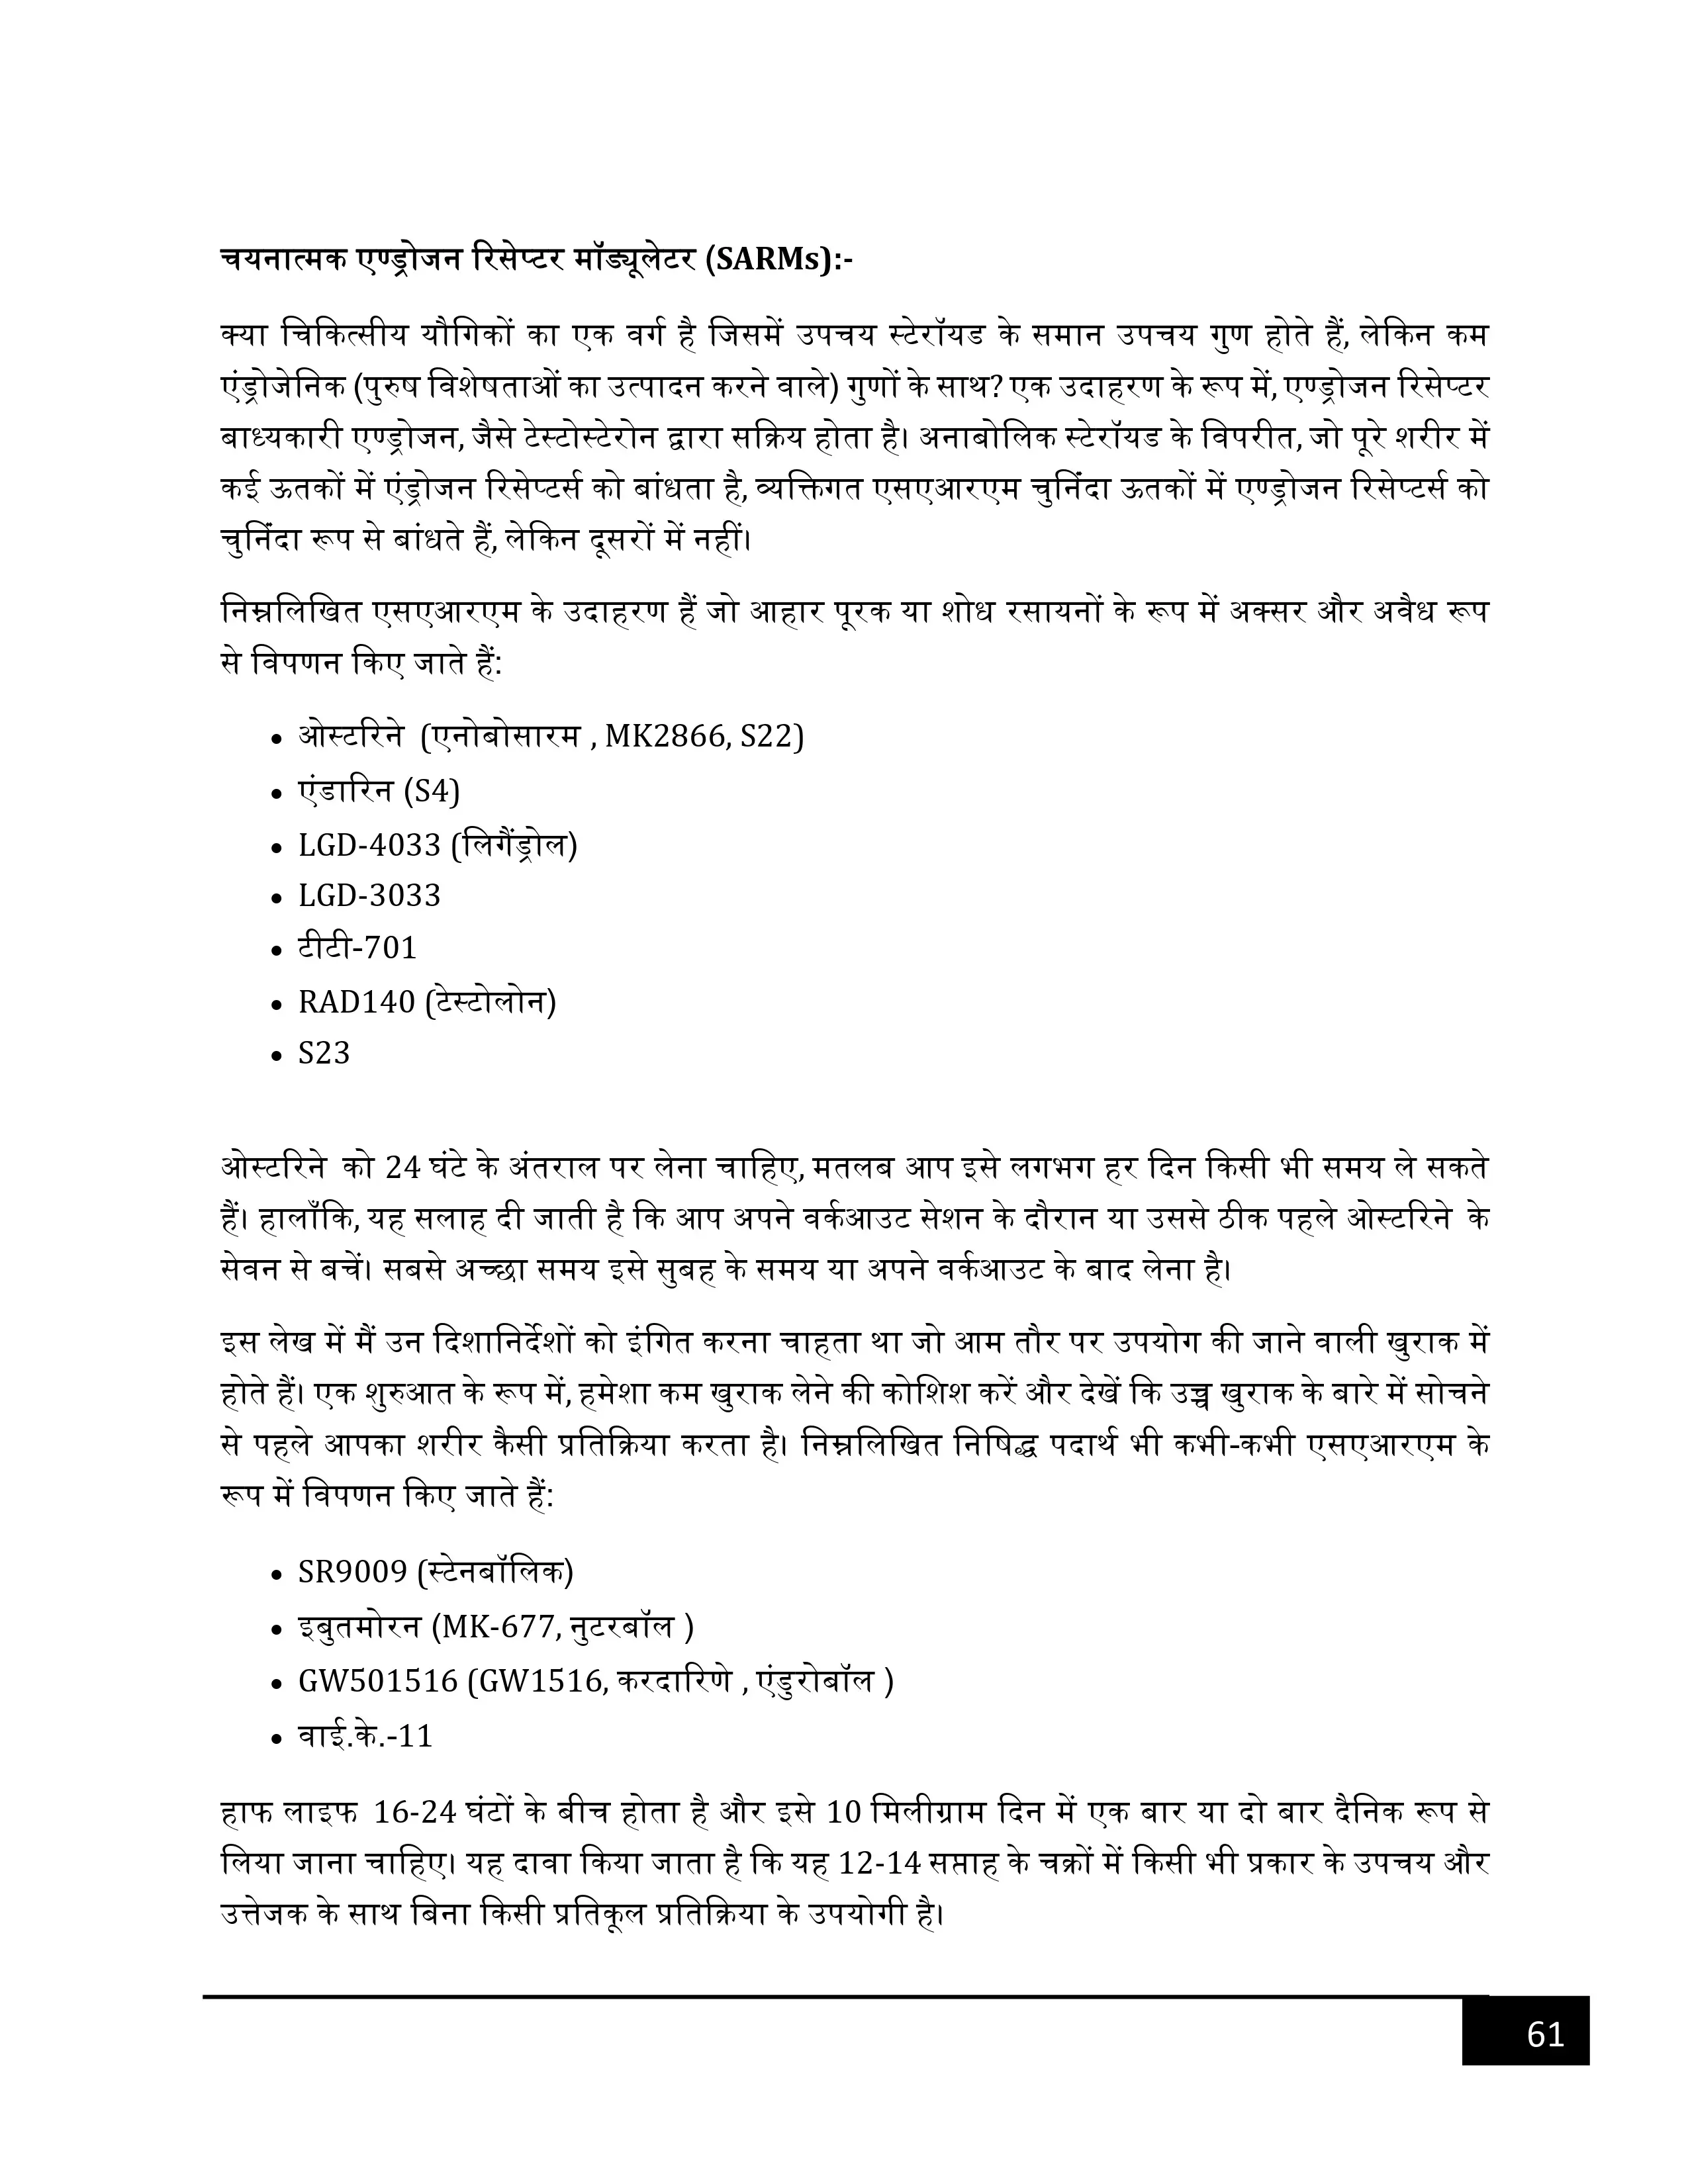 चयनात्मक एण्ड्रोजन रिसेप्टर मॉड्यूलेटर (SARMs):-
क्या चिकित्सीय यौगिकों का एक वर्ग है जिसमें उपचय स्टेरॉयड के समान उपचय गुण होते हैं, लेकिन कम
एंड्रोजेनिक (पुरुष विशेषताओं का उत्पादन करने वाले) गुणों के साथ? एक उदाहरण के रूप में, एण्ड्रोजन रिसेप्टर
बाध्यकारी एण्ड्रोजन, जैसे टेस्टोस्टेरोन द्वारा सक्रिय होता है। अनाबोलिक स्टेरॉयड के विपरीत, जो पूरे शरीर में
कई ऊतकों में एंड्रोजन रिसेप्टर्स को बांधता है, व्यक्तिगत एसएआरएम चुनिंदा ऊतकों में एण्ड्रोजन रिसेप्टर्स को
चुनिंदा रूप से बांधते हैं, लेकिन दूसरों में नहीं।
निम्नलिखित एसएआरएम के उदाहरण हैं जो आहार पूरक या शोध रसायनों के रूप में अक्सर और अवैध रूप
से विपणन किए जाते हैं:
• ओस्टरिने (एनोबोसारम , MK2866, S22)
• एंडारिन (S4)
• LGD-4033 (लिगैंड्रोल)
• LGD-3033
• टीटी-701
• RAD140 (टेस्टोलोन)
• S23
ओस्टरिने को 24 घंटे के अंतराल पर लेना चाहिए, मतलब आप इसे लगभग हर दिन किसी भी समय ले सकते
हैं। हालाँकि, यह सलाह दी जाती है कि आप अपने वर्कआउट सेशन के दौरान या उससे ठीक पहले ओस्टरिने के
सेवन से बचें। सबसे अच्छा समय इसे सुबह के समय या अपने वर्कआउट के बाद लेना है।
इस लेख में मैं उन दिशानिर्देशों को इंगित करना चाहता था जो आम तौर पर उपयोग की जाने वाली खुराक में
होते हैं। एक शुरुआत के रूप में, हमेशा कम खुराक लेने की कोशिश करें और देखें कि उच्च खुराक के बारे में सोचने
से पहले आपका शरीर कैसी प्रतिक्रिया करता है। निम्नलिखित निषिद्ध पदार्थ भी कभी-कभी एसएआरएम के
रूप में विपणन किए जाते हैं:
• SR9009 (स्टेनबॉलिक)
• इबुतमोरन (MK-677, नुटरबॉल )
• GW501516 (GW1516, करदारिणे , एंडुरोबॉल )
• वाई.के.-11
हाफ लाइफ 16-24 घंटों के बीच होता है और इसे 10 मिलीग्राम दिन में एक बार या दो बार दैनिक रूप से
लिया जाना चाहिए। यह दावा किया जाता है कि यह 12-14 सप्ताह के चक्रों में किसी भी प्रकार के उपचय और
उत्तेजक के साथ बिना किसी प्रतिकूल प्रतिक्रिया के उपयोगी है।
61